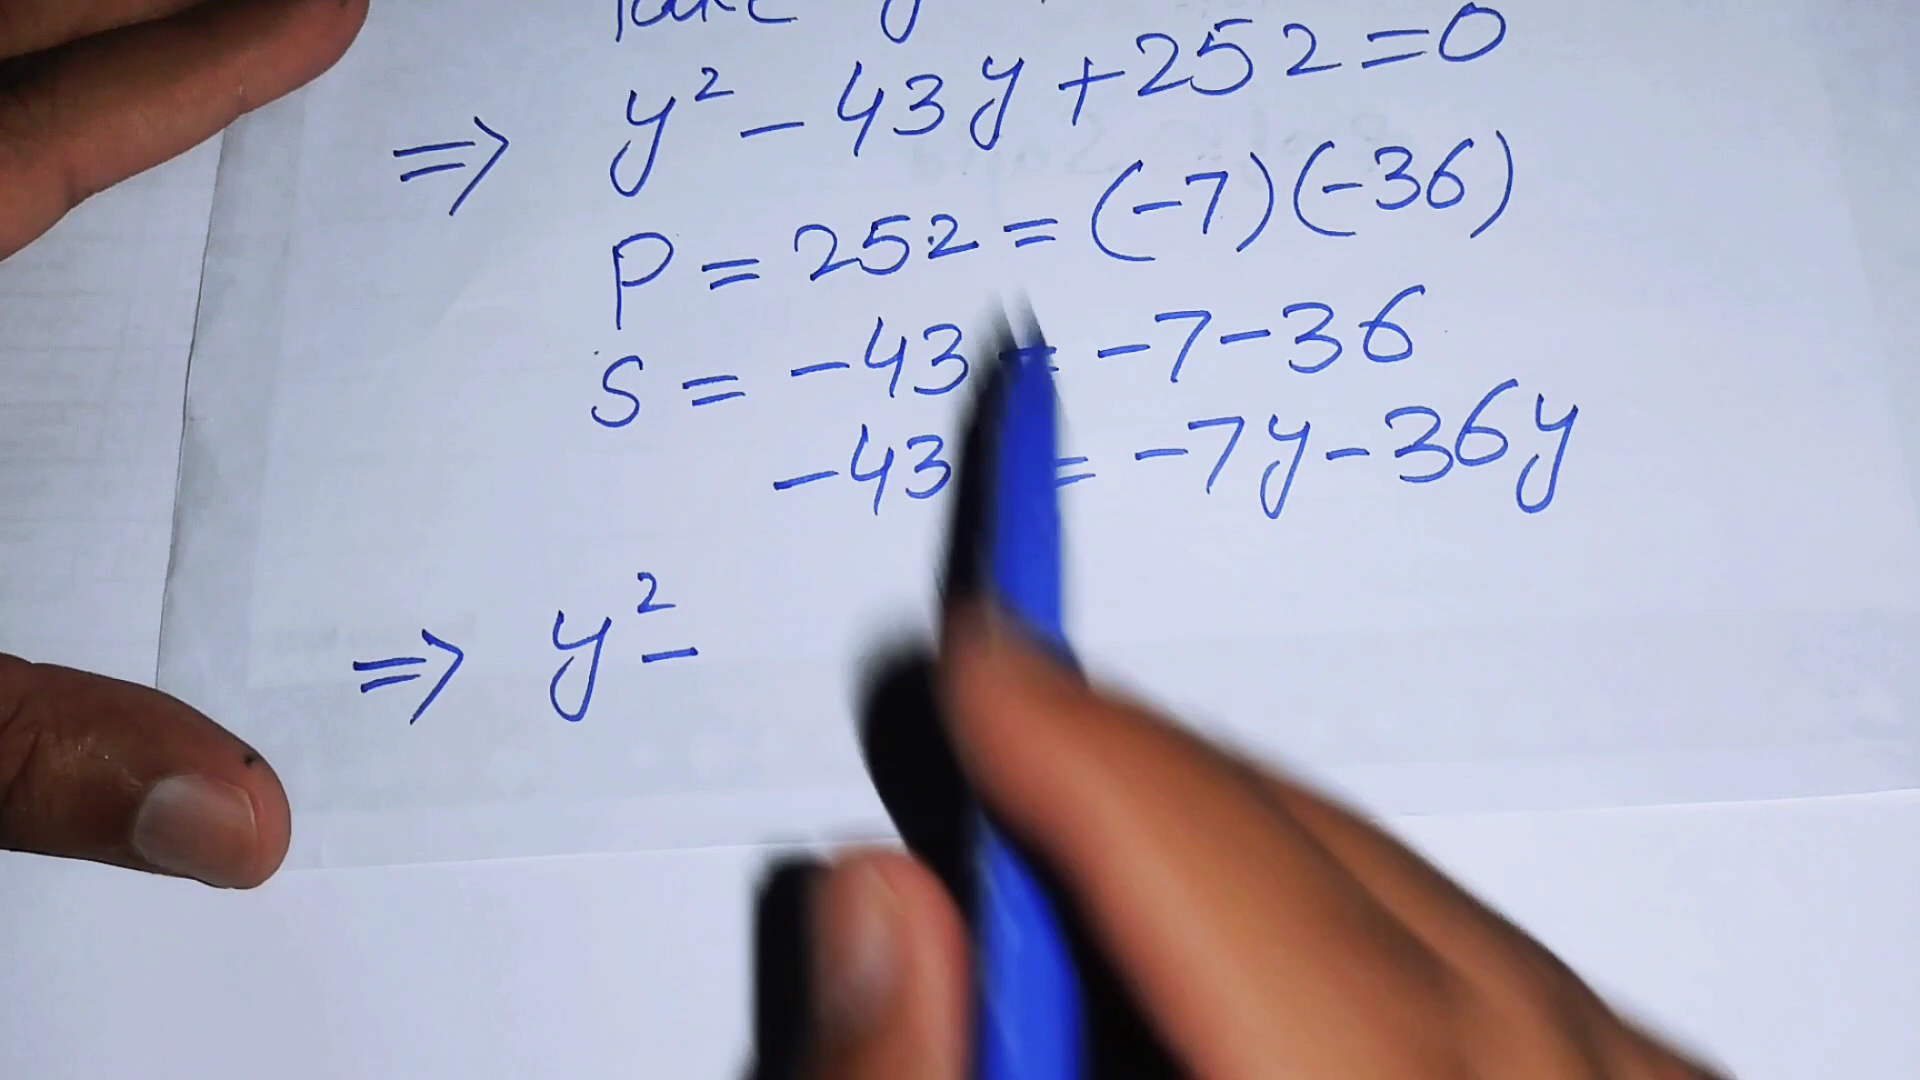 y² - 43y + 252 = 0
P = 252 = (-7)(-36)
S = -43 = -7 - 36
-43 = -7y - 36y
⇒ y² -